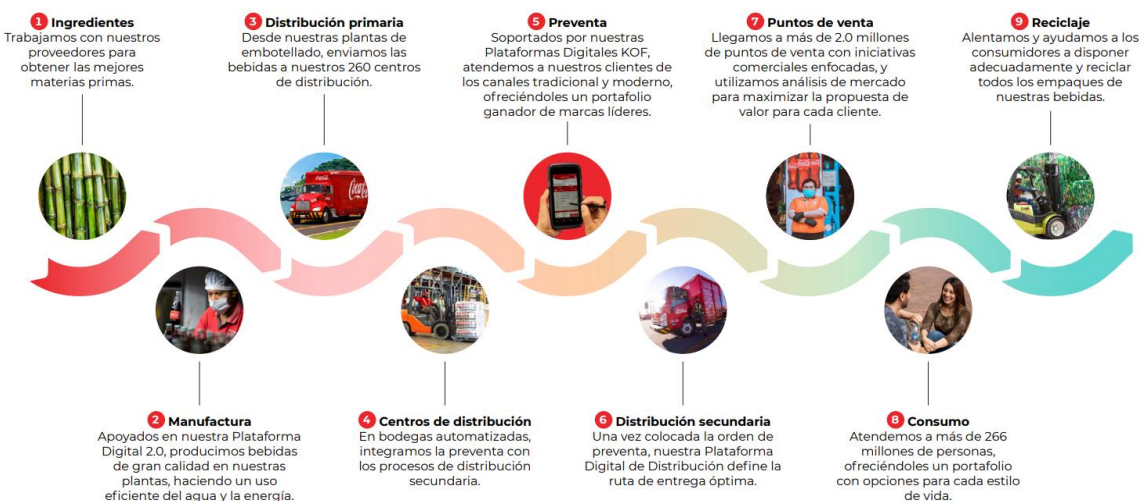 1 Ingredientes
Trabajamos con nuestros
proveedores para
obtener las mejores
materias primas.
2 Manufactura
Apoyados en nuestra Plataforma
Digital 2.0, producimos bebidas
de gran calidad en nuestras
plantas, haciendo un uso
eficiente del agua y la energía.
3 Distribución primaria
Desde nuestras plantas de
embotellado, enviamos las
bebidas a nuestros 260 centros
de distribución.
4 Centros de distribución
En bodegas automatizadas,
integramos la preventa con
los procesos de distribución
secundaria.
5 Preventa
Soportados por nuestras
Plataformas Digitales KOF,
atendemos a nuestros clientes de
los canales tradicional y moderno,
ofreciéndoles un portafolio
ganador de marcas líderes.
6 Distribución secundaria
Una vez colocada la orden de
preventa, nuestra Plataforma
Digital de Distribución define la
ruta de entrega óptima.
7 Puntos de venta
Llegamos a más de 2.0 millones
de puntos de venta con iniciativas
comerciales enfocadas, y
utilizamos análisis de mercado
para maximizar la propuesta de
valor para cada cliente.
8 Consumo
Atendemos a más de 266
millones de personas,
ofreciéndoles un portafolio
con opciones para cada estilo
de vida.
9 Reciclaje
Alentamos y ayudamos a los
consumidores a disponer
adecuadamente y reciclar
todos los empaques de
nuestras bebidas.